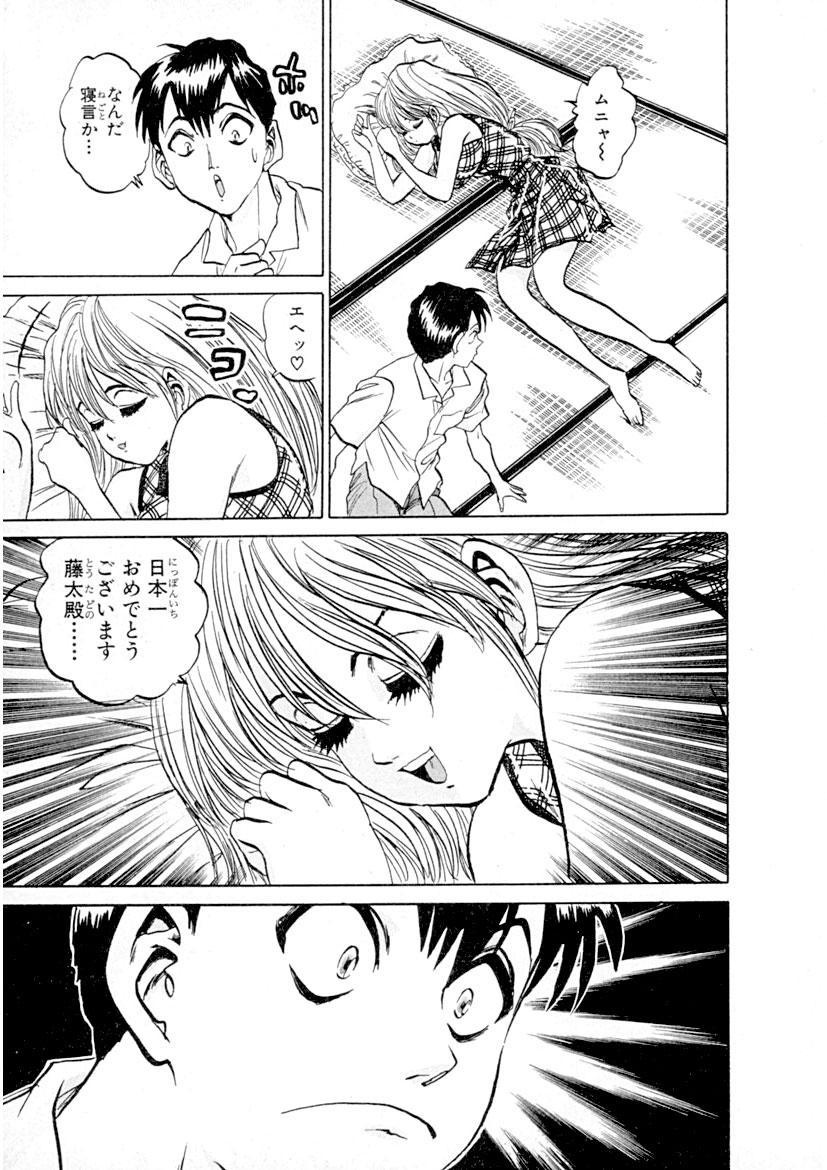 ムニャ〜
ホッ
なんだ
寝言か…
エヘッ♡
ニコ
日本一
おめでとう
ございます
藤太殿……